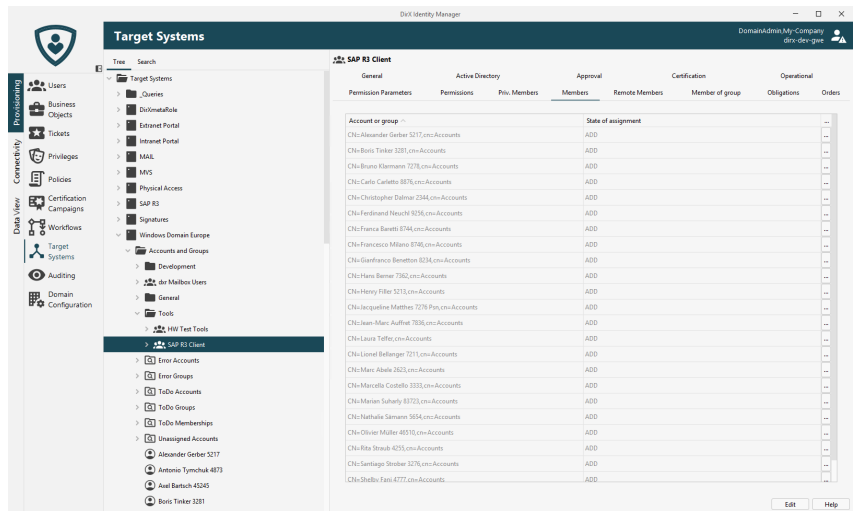 DirX Identity Manager
Target Systems
DomainAdmin,My-Company
dirx-dev-gwe
Provisioning
Connectivity
Data View
Users
Business
Objects
Tickets
Privileges
Policies
Certification
Campaigns
Workflows
Target
Systems
Auditing
Domain
Configuration
Tree Search
Target Systems
_Queries
DirXmetaRole
Extranet Portal
Intranet Portal
MAIL
MVS
Physical Access
SAP R3
Signatures
Windows Domain Europe
Accounts and Groups
Development
dxr Mailbox Users
General
Tools
HW Test Tools
SAP R3 Client
Error Accounts
Error Groups
ToDo Accounts
ToDo Groups
ToDo Memberships
Unassigned Accounts
Alexander Gerber 5217
Antonio Tymchuk 4873
Axel Bartsch 45245
Boris Tinker 3281
SAP R3 Client
General Active Directory Approval Certification Operational
Permission Parameters Permissions Priv. Members Members Remote Members Member of group Obligations Orders
Account or group State of assignment ...
CN=Alexander Gerber 5217,cn=Accounts ADD ...
CN=Boris Tinker 3281,cn=Accounts ADD ...
CN=Bruno Klarmann 7278,cn=Accounts ADD ...
CN=Carlo Carletto 8876,cn=Accounts ADD ...
CN=Christopher Dalmar 2344,cn=Accounts ADD ...
CN=Ferdinand Neuchl 9256,cn=Accounts ADD ...
CN=Franca Banetti 8744,cn=Accounts ADD ...
CN=Francesco Milano 8746,cn=Accounts ADD ...
CN=Gianfranco Benetton 8234,cn=Accounts ADD ...
CN=Hans Berner 7362,cn=Accounts ADD ...
CN=Henry Filler 5213,cn=Accounts ADD ...
CN=Jacqueline Matthes 7276 Psn,cn=Accounts ADD ...
CN=Jean-Marc Auffret 7836,cn=Accounts ADD ...
CN=Laura Telfer,cn=Accounts ADD ...
CN=Lionel Bellanger 7211,cn=Accounts ADD ...
CN=Marc Abele 2623,cn=Accounts ADD ...
CN=Marcella Costello 3333,cn=Accounts ADD ...
CN=Marian Suharly 83723,cn=Accounts ADD ...
CN=Nathalie Sämann 5654,cn=Accounts ADD ...
CN=Olivier Müller 46510,cn=Accounts ADD ...
CN=Rita Straub 4255,cn=Accounts ADD ...
CN=Santiago Strober 3276,cn=Accounts ADD ...
CN=Shelby Fani 4777,cn=Accounts ADD ...
Edit Help